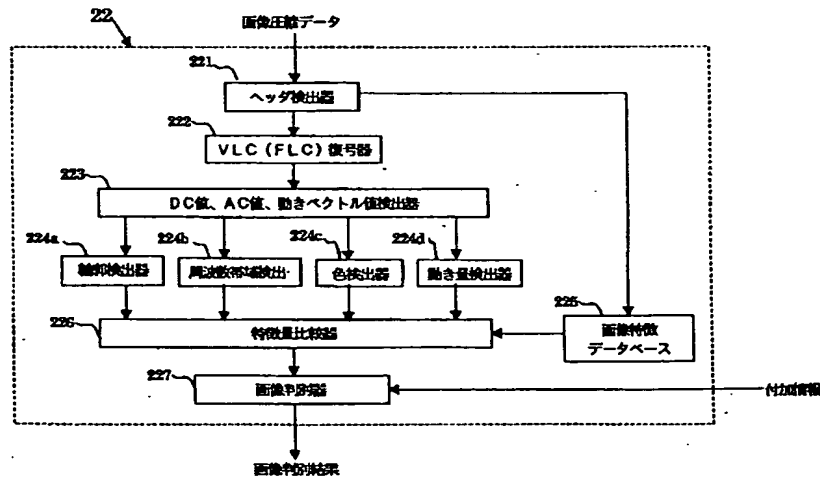 画像圧縮データ
22
221
ヘッダ検出器
222
VLC(FLC)復号器
223
DC値、AC値、動きベクトル値検出器
224a
輪郭検出器
224b
周波数帯域検出
224c
色検出器
224d
動き量検出器
225
画像特徴
データベース
226
特徴量比較器
227
画像判別器
付加情報
画像判別結果